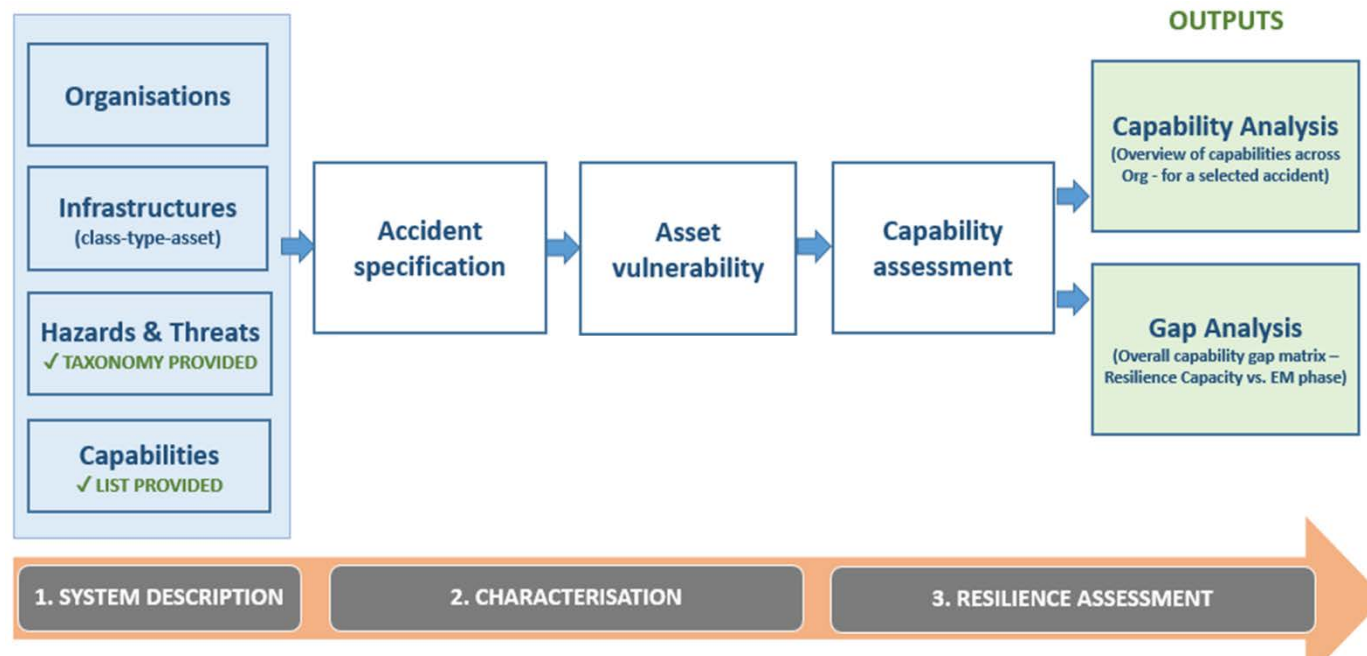 Organisations
Infrastructures
(class-type-asset)
Hazards & Threats
✓ TAXONOMY PROVIDED
Capabilities
✓ LIST PROVIDED
Accident
specification
Asset
vulnerability
Capability
assessment
OUTPUTS
Capability Analysis
(Overview of capabilities across
Org - for a selected accident)
Gap Analysis
(Overall capability gap matrix –
Resilience Capacity vs. EM phase)
1. SYSTEM DESCRIPTION
2. CHARACTERISATION
3. RESILIENCE ASSESSMENT